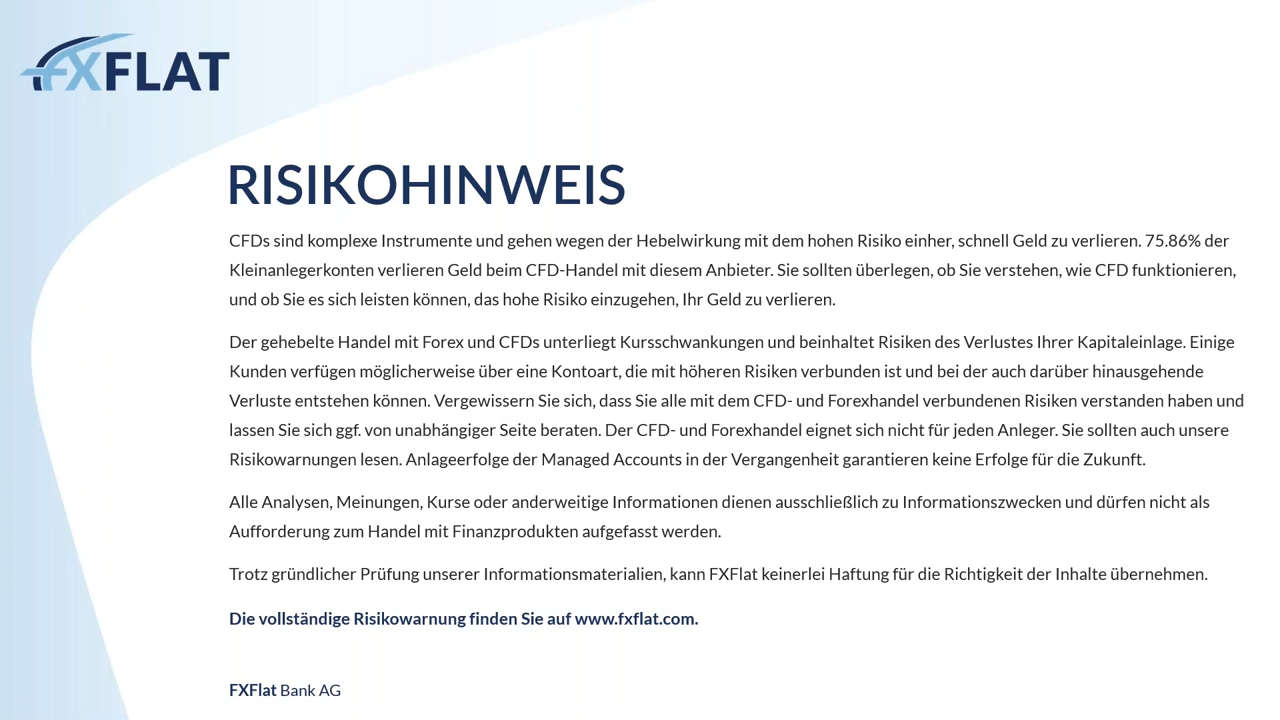 FXFLAT
RISIKOHINWEIS
CFDs sind komplexe Instrumente und gehen wegen der Hebelwirkung mit dem hohen Risiko einher, schnell Geld zu verlieren. 75.86% der
Kleinanlegerkonten verlieren Geld beim CFD-Handel mit diesem Anbieter. Sie sollten überlegen, ob Sie verstehen, wie CFD funktionieren,
und ob Sie es sich leisten können, das hohe Risiko einzugehen, Ihr Geld zu verlieren.
Der gehebelte Handel mit Forex und CFDs unterliegt Kursschwankungen und beinhaltet Risiken des Verlustes Ihrer Kapitaleinlage. Einige
Kunden verfügen möglicherweise über eine Kontoart, die mit höheren Risiken verbunden ist und bei der auch darüber hinausgehende
Verluste entstehen können. Vergewissern Sie sich, dass Sie alle mit dem CFD- und Forexhandel verbundenen Risiken verstanden haben und
lassen Sie sich ggf. von unabhängiger Seite beraten. Der CFD- und Forexhandel eignet sich nicht für jeden Anleger. Sie sollten auch unsere
Risikowarnungen lesen. Anlageerfolge der Managed Accounts in der Vergangenheit garantieren keine Erfolge für die Zukunft.
Alle Analysen, Meinungen, Kurse oder anderweitige Informationen dienen ausschließlich zu Informationszwecken und dürfen nicht als
Aufforderung zum Handel mit Finanzprodukten aufgefasst werden.
Trotz gründlicher Prüfung unserer Informationsmaterialien, kann FXFlat keinerlei Haftung für die Richtigkeit der Inhalte übernehmen.
Die vollständige Risikowarnung finden Sie auf www.fxflat.com.
FXFlat Bank AG